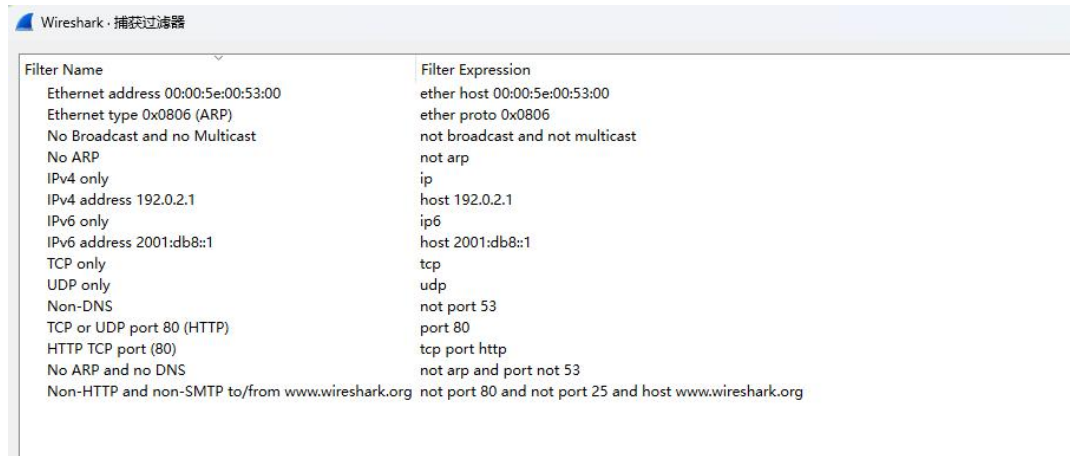 Wireshark · 捕获过滤器
Filter Name Filter Expression
Ethernet address 00:00:5e:00:53:00 ether host 00:00:5e:00:53:00
Ethernet type 0x0806 (ARP) ether proto 0x0806
No Broadcast and no Multicast not broadcast and not multicast
No ARP not arp
IPv4 only ip
IPv4 address 192.0.2.1 host 192.0.2.1
IPv6 only ip6
IPv6 address 2001:db8::1 host 2001:db8::1
TCP only tcp
UDP only udp
Non-DNS not port 53
TCP or UDP port 80 (HTTP) port 80
HTTP TCP port (80) tcp port http
No ARP and no DNS not arp and port not 53
Non-HTTP and non-SMTP to/from www.wireshark.org not port 80 and not port 25 and host www.wireshark.org